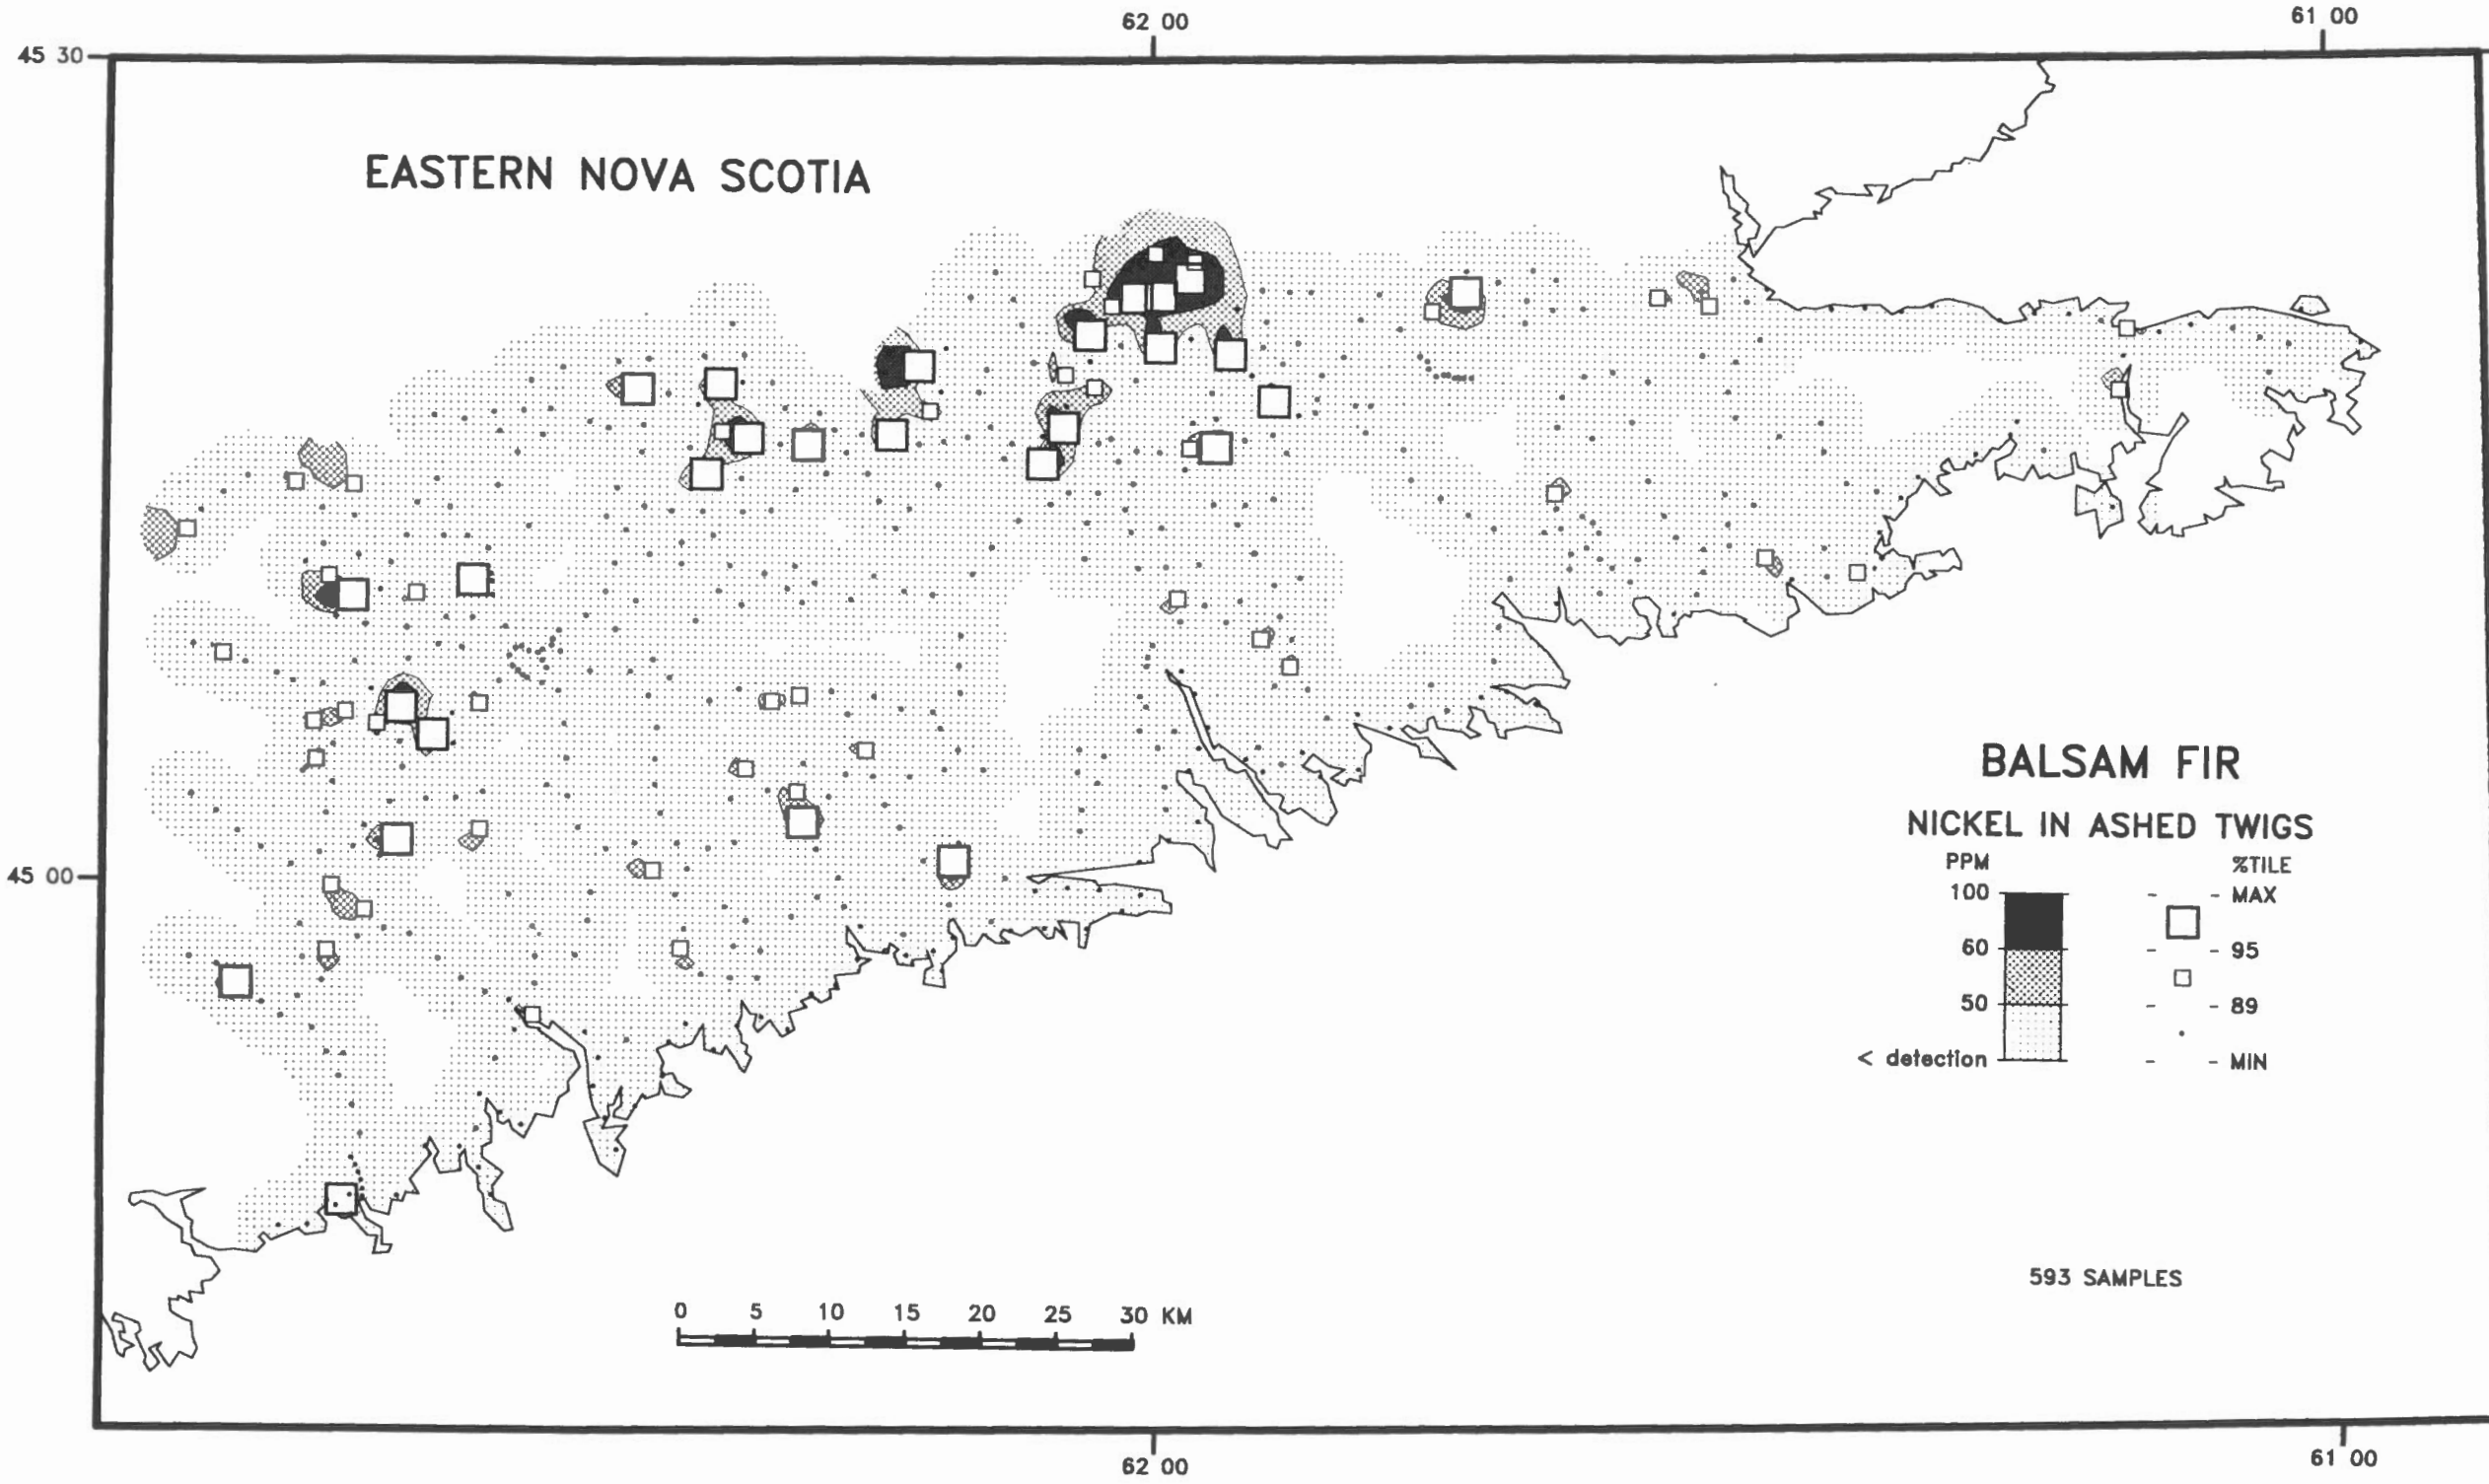 62 00
61 00
45 30
EASTERN NOVA SCOTIA
BALSAM FIR
NICKEL IN ASHED TWIGS
PPM %TILE
100 - - MAX
60 - - 95
50 - - 89
< detection - - MIN
45 00
593 SAMPLES
0 5 10 15 20 25 30 KM
62 00
61 00